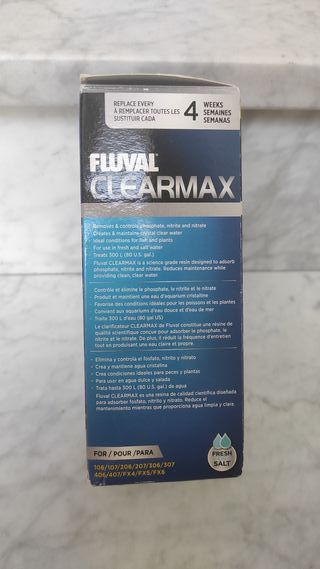 REPLACE EVERY
À REMPLACER TOUTES LES
SUSTITUIR CADA
4
WEEKS
SEMAINES
SEMANAS
FLUVAL
CLEARMAX
Removes & controls phosphate, nitrite and nitrate
Creates & maintains crystal clear water
Ideal conditions for fish and plants
For use in fresh and salt water
Treats 300 L (80 U.S. gal.)
Fluval CLEARMAX is a science-grade resin designed to adsorb
phosphate, nitrite and nitrate. Reduces maintenance while
providing clean, clear water.
Contrôle et élimine le phosphate, le nitrite et le nitrate
Produit et maintient une eau d'aquarium cristalline
Favorise des conditions idéales pour les poissons et les plantes
Convient aux aquariums d'eau douce et d'eau de mer
Traite 300 L d'eau (80 gal US)
Le clarificateur CLEARMAX de Fluval constitue une résine de
qualité scientifique conçue pour adsorber le phosphate, le
nitrite et le nitrate. De plus, il réduit la fréquence d'entretien
tout en produisant une eau claire et propre.
Elimina y controla el fosfato, nitrito y nitrato
Crea y mantiene agua cristalina
Crea condiciones ideales para peces y plantas
Para usar en agua dulce y salada
Trata hasta 300 L (80 U.S. gal.) de agua
Fluval CLEARMAX es una resina de calidad científica diseñada
para adsorber fosfato, nitrito y nitrato. Reduce el
mantenimiento mientras que proporciona agua limpia y clara.
FOR / POUR / PARA
106/107/206/207/306/307
406/407/FX4/FX5/FX6
FRESH
SALT